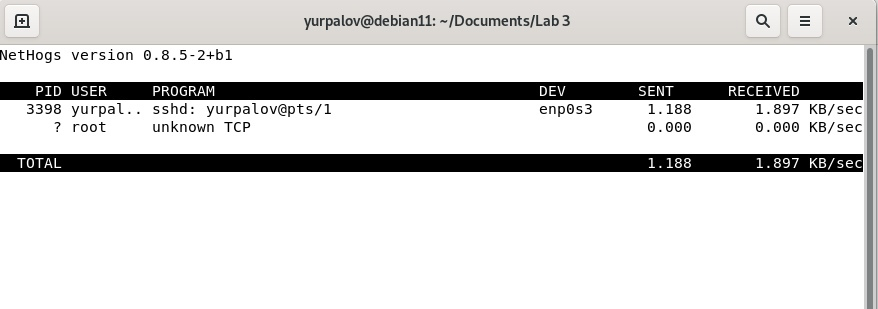 yurpalov@debian11: ~/Documents/Lab 3
NetHogs version 0.8.5-2+b1
PID USER PROGRAM DEV SENT RECEIVED
3398 yurpal.. sshd: yurpalov@pts/1 enp0s3 1.188 1.897 KB/sec
? root unknown TCP 0.000 0.000 KB/sec
TOTAL 1.188 1.897 KB/sec